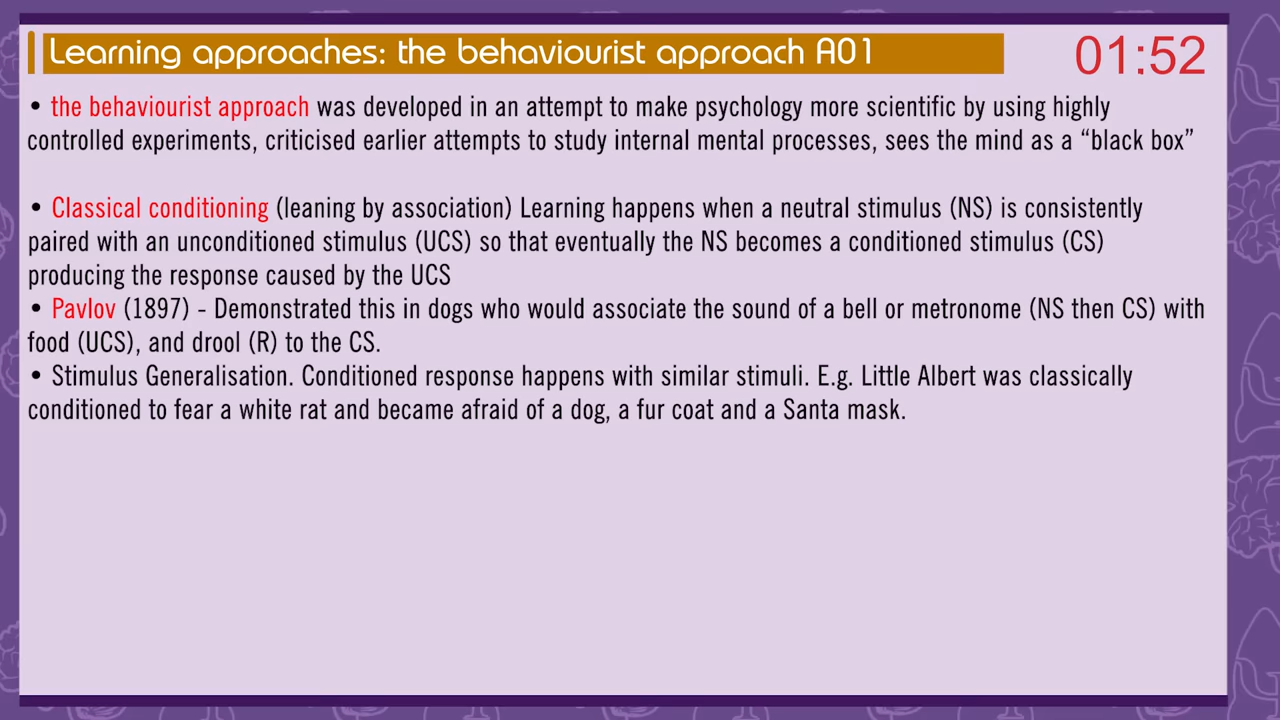 Learning approaches: the behaviourist approach A01
01:52
• the behaviourist approach was developed in an attempt to make psychology more scientific by using highly
controlled experiments, criticised earlier attempts to study internal mental processes, sees the mind as a “black box”
• Classical conditioning (leaning by association) Learning happens when a neutral stimulus (NS) is consistently
paired with an unconditioned stimulus (UCS) so that eventually the NS becomes a conditioned stimulus (CS)
producing the response caused by the UCS
• Pavlov (1897) - Demonstrated this in dogs who would associate the sound of a bell or metronome (NS then CS) with
food (UCS), and drool (R) to the CS.
• Stimulus Generalisation. Conditioned response happens with similar stimuli. E.g. Little Albert was classically
conditioned to fear a white rat and became afraid of a dog, a fur coat and a Santa mask.